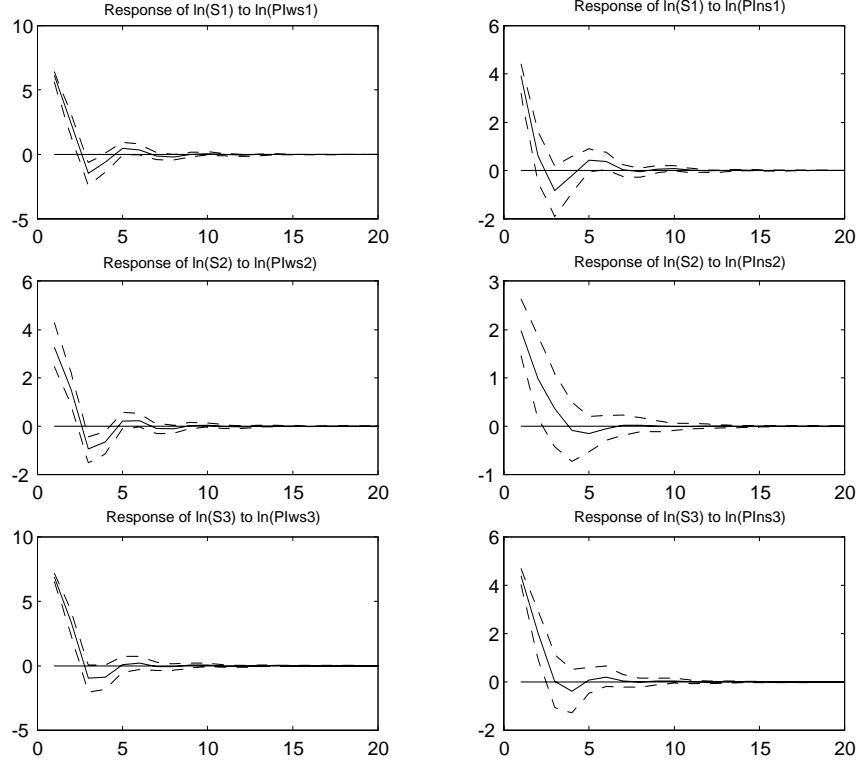 Response of ln(S1) to ln(PIws1)
10
5
0
-5
0 5 10 15 20
Response of ln(S1) to ln(PIns1)
6
4
2
0
-2
0 5 10 15 20
Response of ln(S2) to ln(PIws2)
6
4
2
0
-2
0 5 10 15 20
Response of ln(S2) to ln(PIns2)
3
2
1
0
-1
0 5 10 15 20
Response of ln(S3) to ln(PIws3)
10
5
0
-5
0 5 10 15 20
Response of ln(S3) to ln(PIns3)
6
4
2
0
-2
0 5 10 15 20